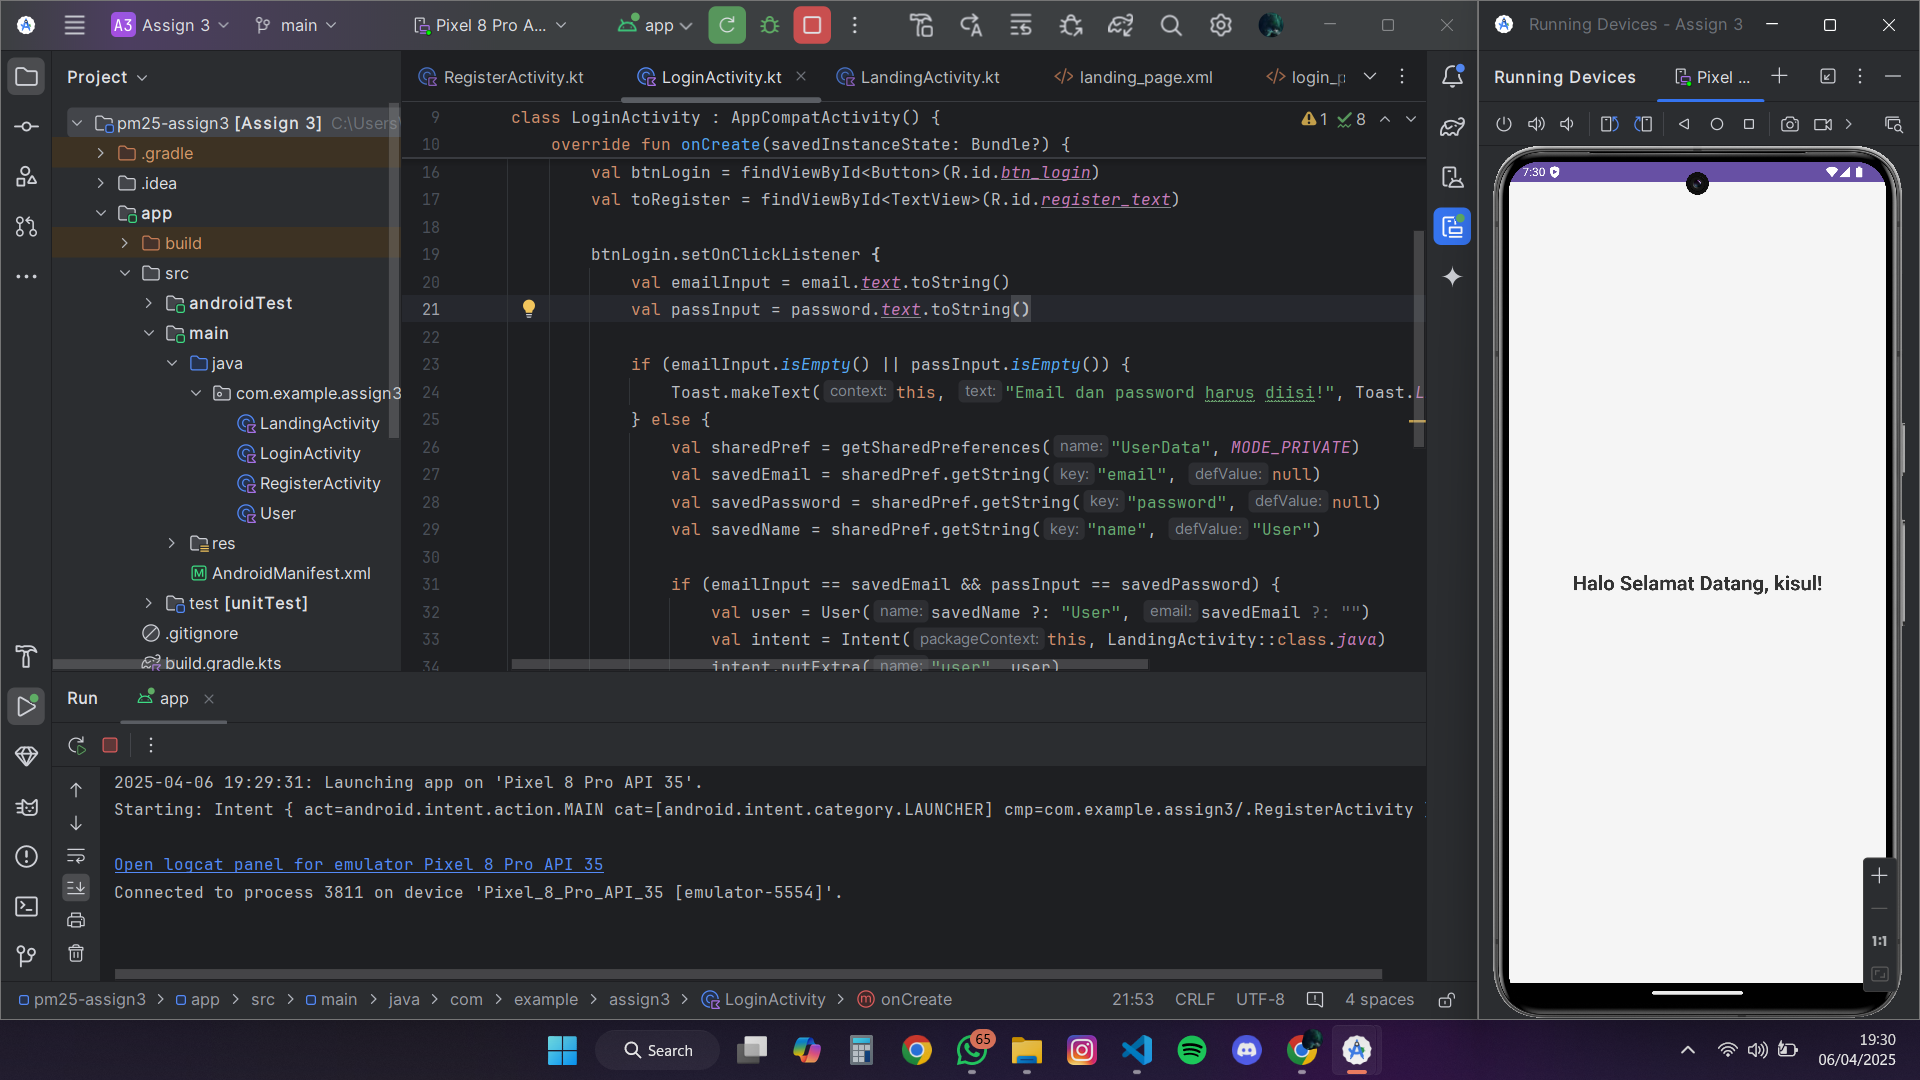 A3 Assign 3 main Pixel 8 Pro A... app
Running Devices - Assign 3
Project
RegisterActivity.kt LoginActivity.kt LandingActivity.kt landing_page.xml
Running Devices Pixel ...
pm25-assign3 [Assign 3] C:\Users
.gradle
.idea
app
build
src
androidTest
main
java
com.example.assign3
LandingActivity
LoginActivity
RegisterActivity
User
res
AndroidManifest.xml
test [unitTest]
.gitignore
build.gradle.kts
9 class LoginActivity : AppCompatActivity() {
1 8
10 override fun onCreate(savedInstanceState: Bundle?) {
16 val btnLogin = findViewById<Button>(R.id.btn_login)
17 val toRegister = findViewById<TextView>(R.id.register_text)
18
19 btnLogin.setOnClickListener {
20 val emailInput = email.text.toString()
21 val passInput = password.text.toString()
22
23 if (emailInput.isEmpty() || passInput.isEmpty()) {
24 Toast.makeText( context: this, text: "Email dan password harus diisi!", Toast.L
25 } else {
26 val sharedPref = getSharedPreferences( name: "UserData", MODE_PRIVATE)
27 val savedEmail = sharedPref.getString( key: "email", defValue: null)
28 val savedPassword = sharedPref.getString( key: "password", defValue: null)
29 val savedName = sharedPref.getString( key: "name", defValue: "User")
30
31 if (emailInput == savedEmail && passInput == savedPassword) {
32 val user = User( name: savedName ?: "User", email: savedEmail ?: "")
33 val intent = Intent( packageContext: this, LandingActivity::class.java)
34 intent.putExtra( name: "user", user)
7:30
Halo Selamat Datang, kisul!
1:1
Run app
2025-04-06 19:29:31: Launching app on 'Pixel 8 Pro API 35'.
Starting: Intent { act=android.intent.action.MAIN cat=[android.intent.category.LAUNCHER] cmp=com.example.assign3/.RegisterActivity }
Open logcat panel for emulator Pixel 8 Pro API 35
Connected to process 3811 on device 'Pixel_8_Pro_API_35 [emulator-5554]'.
pm25-assign3 > app > src > main > java > com > example > assign3 > LoginActivity > onCreate
21:53 CRLF UTF-8 4 spaces
Search
65
19:30
06/04/2025